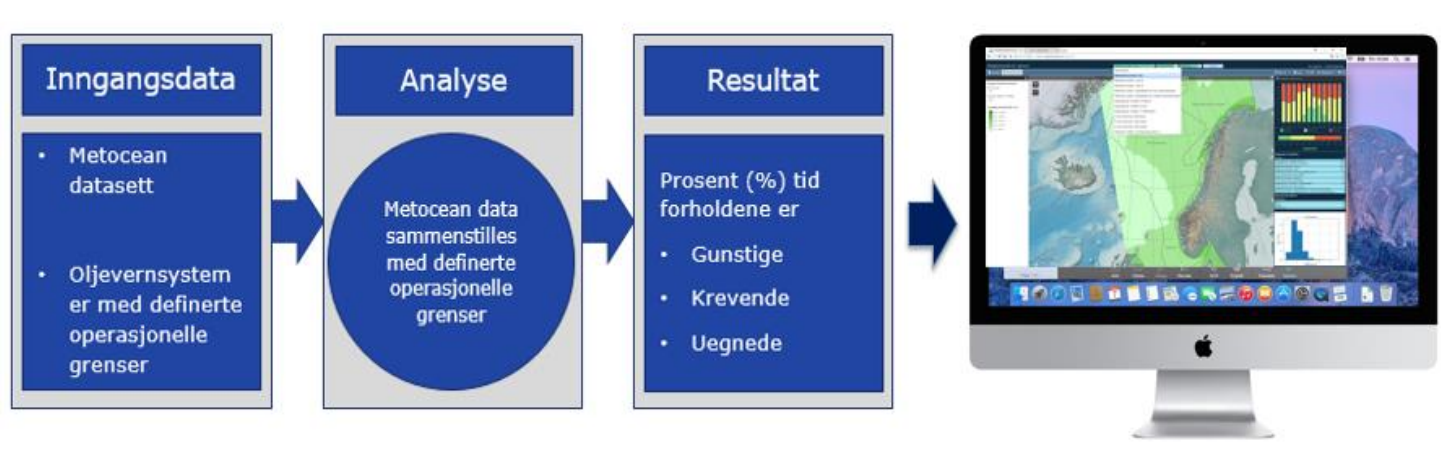 Inngangsdata
• Metocean
datasett
• Oljevernsystem
er med definerte
operasjonelle
grenser
Analyse
Metocean data
sammenstilles
med definerte
operasjonelle
grenser
Resultat
Prosent (%) tid
forholdene er
• Gunstige
• Krevende
• Uegnede